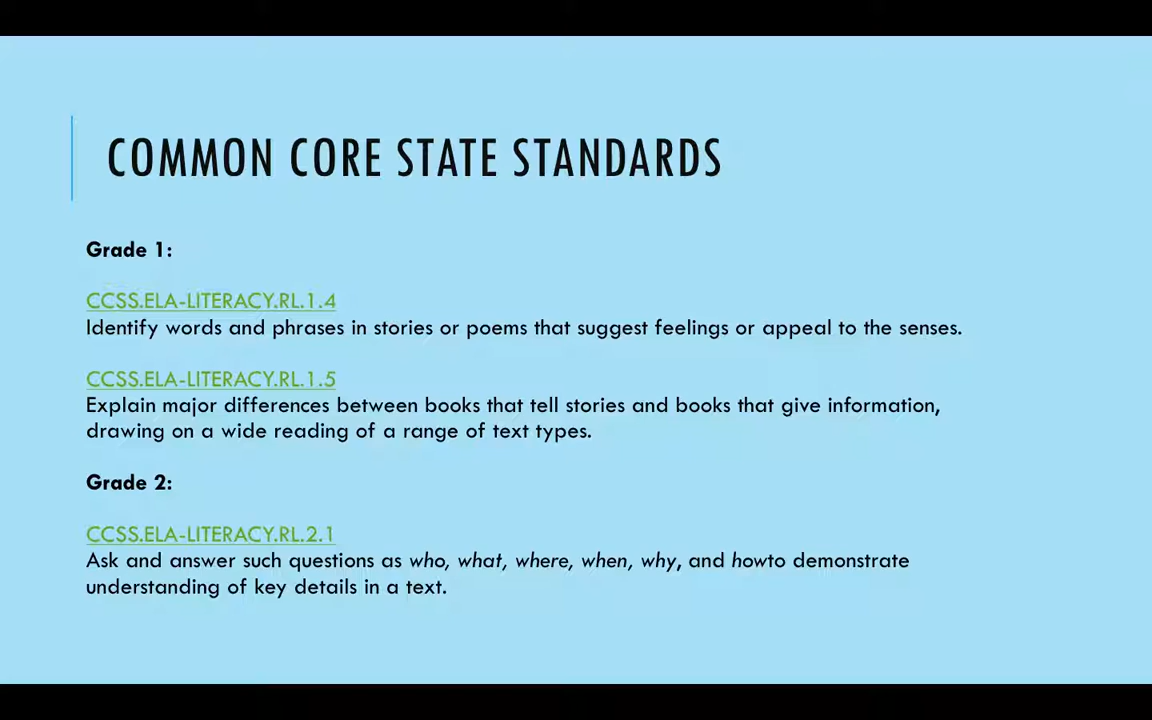 COMMON CORE STATE STANDARDS
Grade 1:
CCSS.ELA-LITERACY.RL.1.4
Identify words and phrases in stories or poems that suggest feelings or appeal to the senses.
CCSS.ELA-LITERACY.RL.1.5
Explain major differences between books that tell stories and books that give information,
drawing on a wide reading of a range of text types.
Grade 2:
CCSS.ELA-LITERACY.RL.2.1
Ask and answer such questions as who, what, where, when, why, and howto demonstrate
understanding of key details in a text.